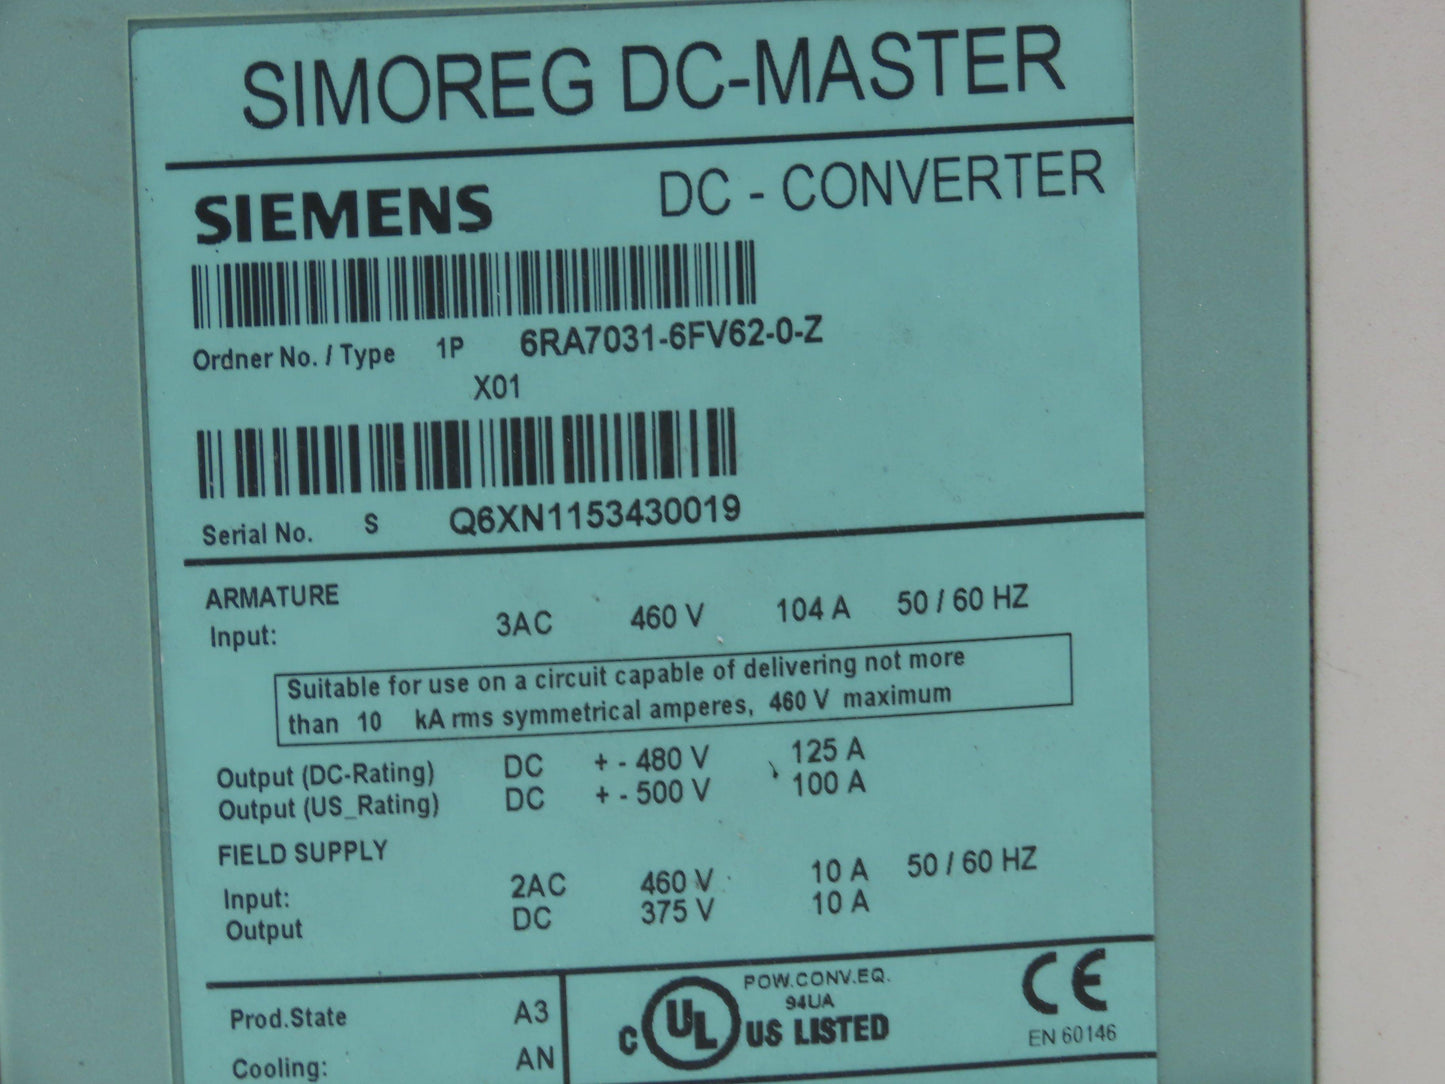 SIMOREG DC-MASTER
SIEMENS DC - CONVERTER
Ordner No. / Type 1P 6RA7031-6FV62-0-Z
X01
Serial No. S Q6XN1153430019
ARMATURE
Input: 3AC 460 V 104 A 50 / 60 HZ
Suitable for use on a circuit capable of delivering not more
than 10 kA rms symmetrical amperes, 460 V maximum
Output (DC-Rating) DC + - 480 V 125 A
Output (US_Rating) DC + - 500 V 100 A
FIELD SUPPLY
Input: 2AC 460 V 10 A 50 / 60 HZ
Output DC 375 V 10 A
Prod.State A3
Cooling: AN
POW.CONV.EQ.
94UA
C UL US LISTED
CE
EN 60146